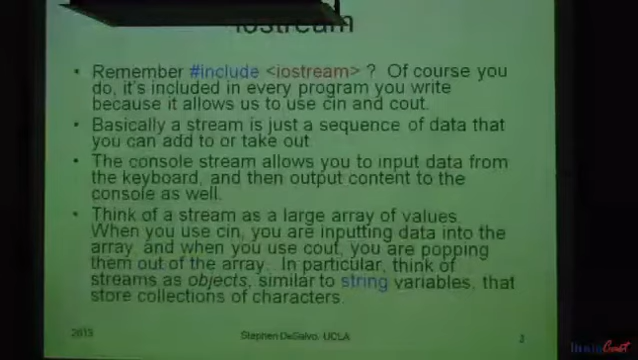 iostream
• Remember #include <iostream> ? Of course you
do, it's included in every program you write
because it allows us to use cin and cout.
• Basically a stream is just a sequence of data that
you can add to or take out
• The console stream allows you to input data from
the keyboard, and then output content to the
console as well.
• Think of a stream as a large array of values.
When you use cin, you are inputting data into the
array, and when you use cout, you are popping
them out of the array. In particular, think of
streams as objects, similar to string variables, that
store collections of characters.
2013
Stephen DeSalvo, UCLA
2